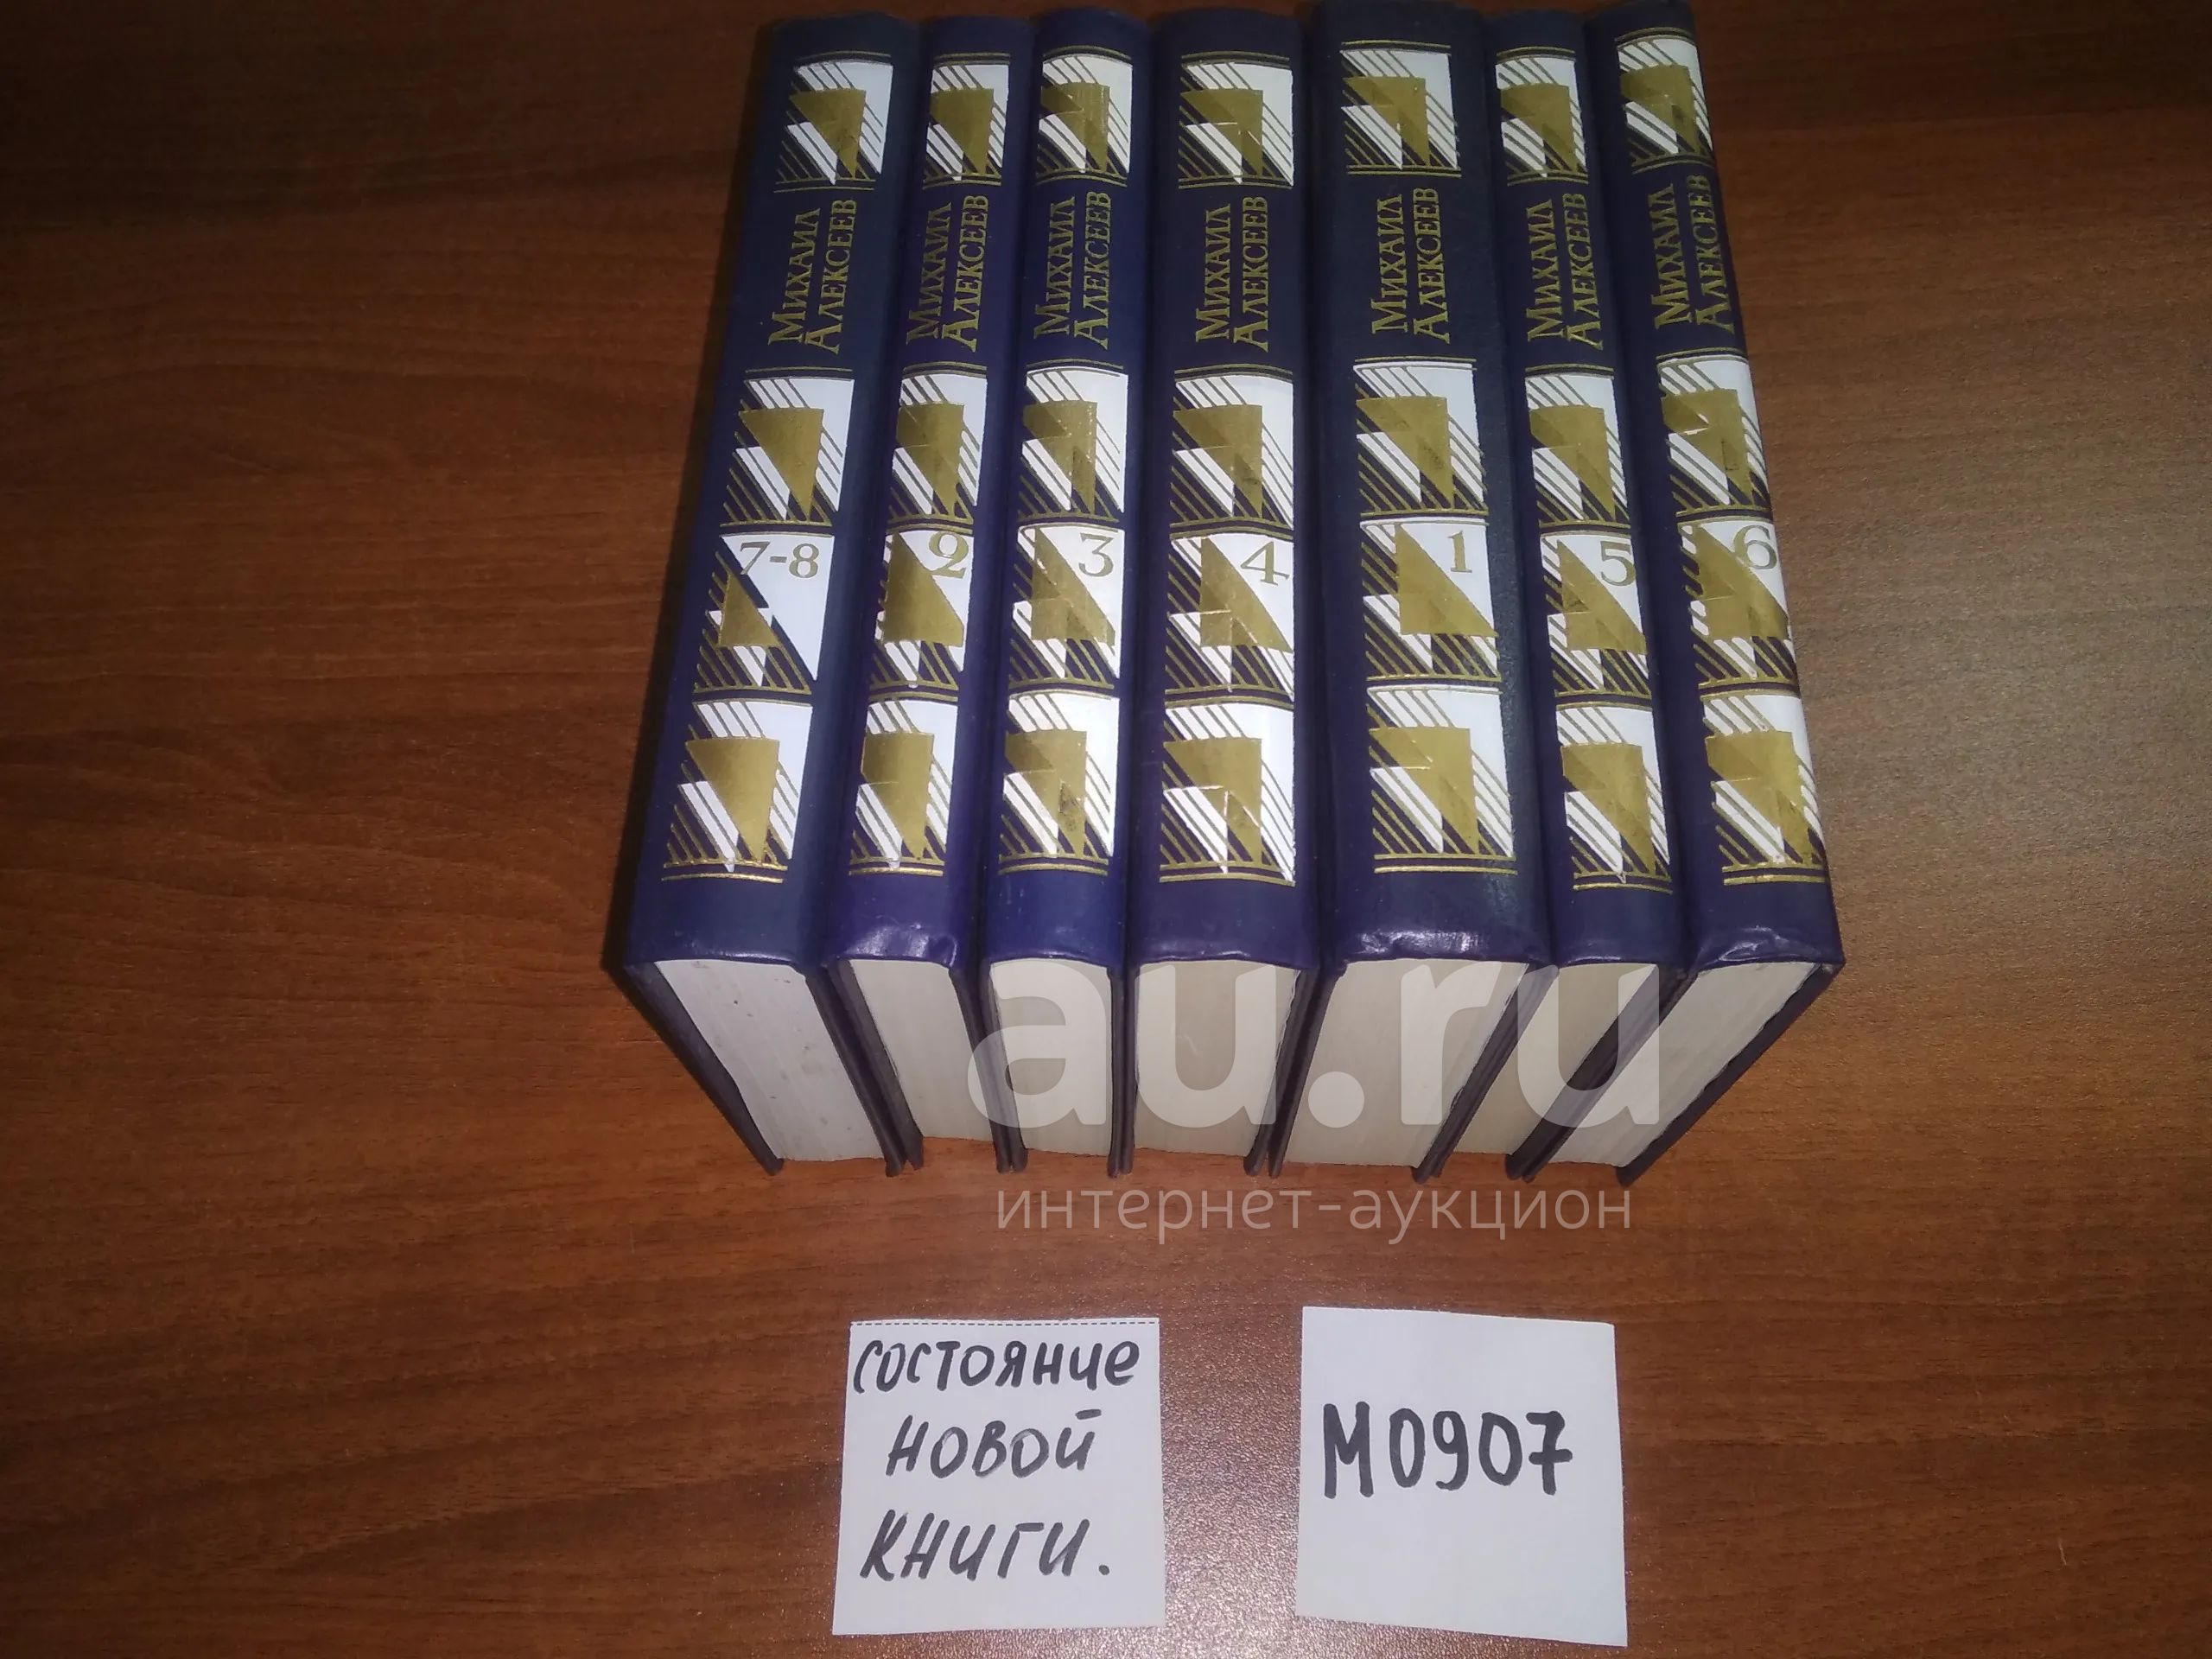 Михаил
Алексеев
7-8
Михаил
Алексеев
2
Михаил
Алексеев
3
Михаил
Алексеев
4
Михаил
Алексеев
1
Михаил
Алексеев
5
Михаил
Алексеев
6
au.ru
интернет-аукцион
состояние
новой
книги.
М0907